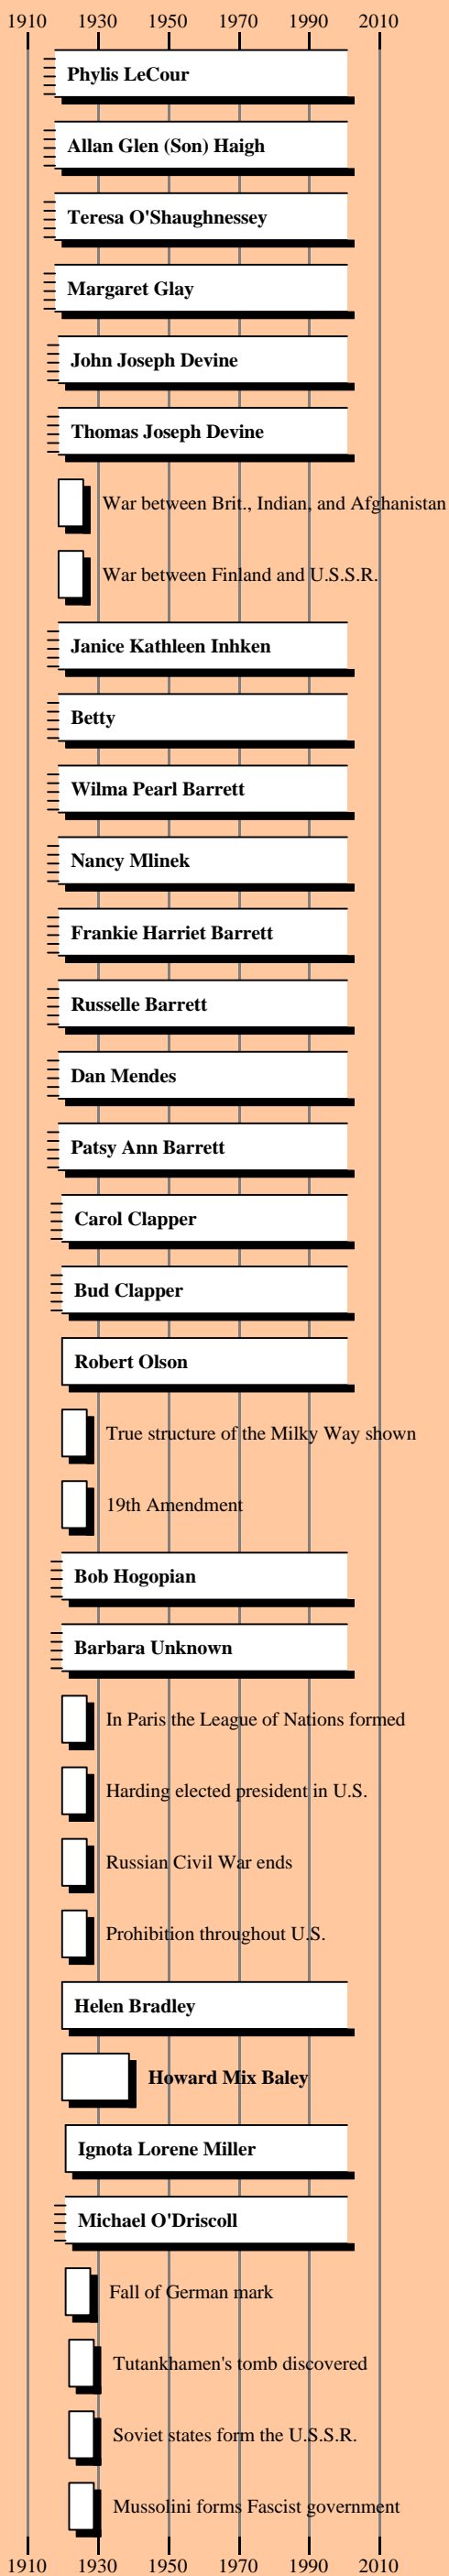 1910 1930 1950 1970 1990 2010
Phylis LeCour
Allan Glen (Son) Haigh
Teresa O'Shaughnessey
Margaret Glay
John Joseph Devine
Thomas Joseph Devine
War between Brit., Indian, and Afghanistan
War between Finland and U.S.S.R.
Janice Kathleen Inhken
Betty
Wilma Pearl Barrett
Nancy Mlinek
Frankie Harriet Barrett
Russelle Barrett
Dan Mendes
Patsy Ann Barrett
Carol Clapper
Bud Clapper
Robert Olson
True structure of the Milky Way shown
19th Amendment
Bob Hogopian
Barbara Unknown
In Paris the League of Nations formed
Harding elected president in U.S.
Russian Civil War ends
Prohibition throughout U.S.
Helen Bradley
Howard Mix Baley
Ignota Lorene Miller
Michael O'Driscoll
Fall of German mark
Tutankhamen's tomb discovered
Soviet states form the U.S.S.R.
Mussolini forms Fascist government
1910 1930 1950 1970 1990 2010